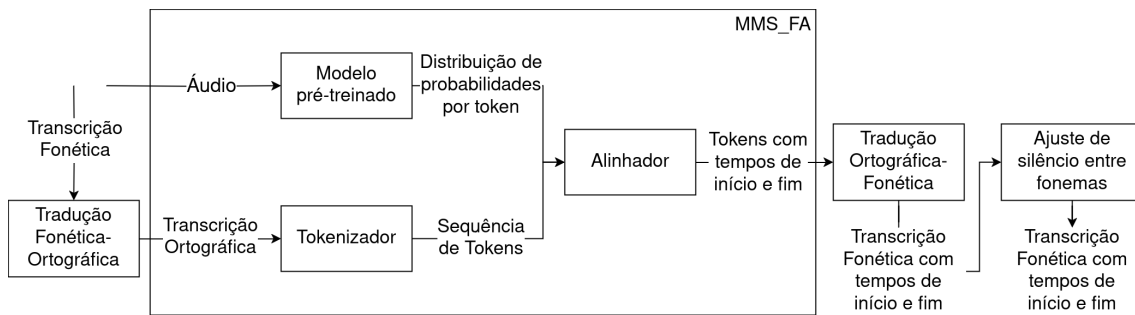 MMS_FA
Áudio
Modelo
pré-treinado
Distribuição de
probabilidades
por token
Transcrição
Fonética
Tradução
Fonética-
Ortográfica
Transcrição
Ortográfica
Tokenizador
Sequência
de Tokens
Alinhador
Tokens com
tempos de
início e fim
Tradução
Ortográfica-
Fonética
Transcrição
Fonética com
tempos de
início e fim
Ajuste de
silêncio entre
fonemas
Transcrição
Fonética com
tempos de
início e fim